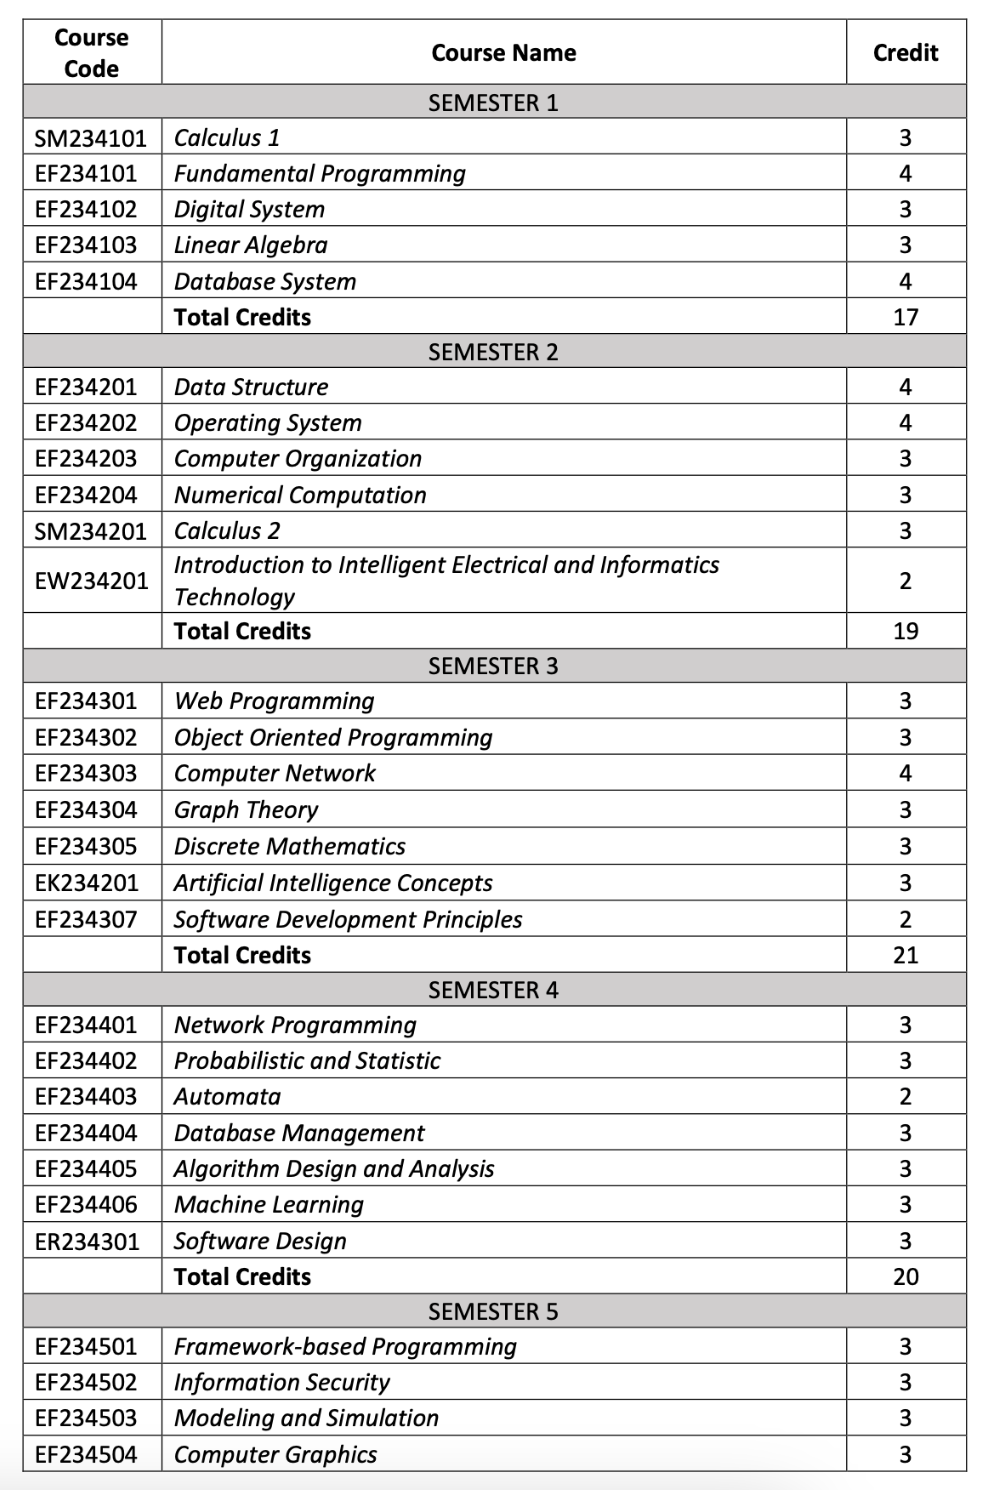 Course Code Course Name Credit
SEMESTER 1
SM234101 Calculus 1 3
EF234101 Fundamental Programming 4
EF234102 Digital System 3
EF234103 Linear Algebra 3
EF234104 Database System 4
Total Credits 17
SEMESTER 2
EF234201 Data Structure 4
EF234202 Operating System 4
EF234203 Computer Organization 3
EF234204 Numerical Computation 3
SM234201 Calculus 2 3
EW234201 Introduction to Intelligent Electrical and Informatics Technology 2
Total Credits 19
SEMESTER 3
EF234301 Web Programming 3
EF234302 Object Oriented Programming 3
EF234303 Computer Network 4
EF234304 Graph Theory 3
EF234305 Discrete Mathematics 3
EK234201 Artificial Intelligence Concepts 3
EF234307 Software Development Principles 2
Total Credits 21
SEMESTER 4
EF234401 Network Programming 3
EF234402 Probabilistic and Statistic 3
EF234403 Automata 2
EF234404 Database Management 3
EF234405 Algorithm Design and Analysis 3
EF234406 Machine Learning 3
ER234301 Software Design 3
Total Credits 20
SEMESTER 5
EF234501 Framework-based Programming 3
EF234502 Information Security 3
EF234503 Modeling and Simulation 3
EF234504 Computer Graphics 3